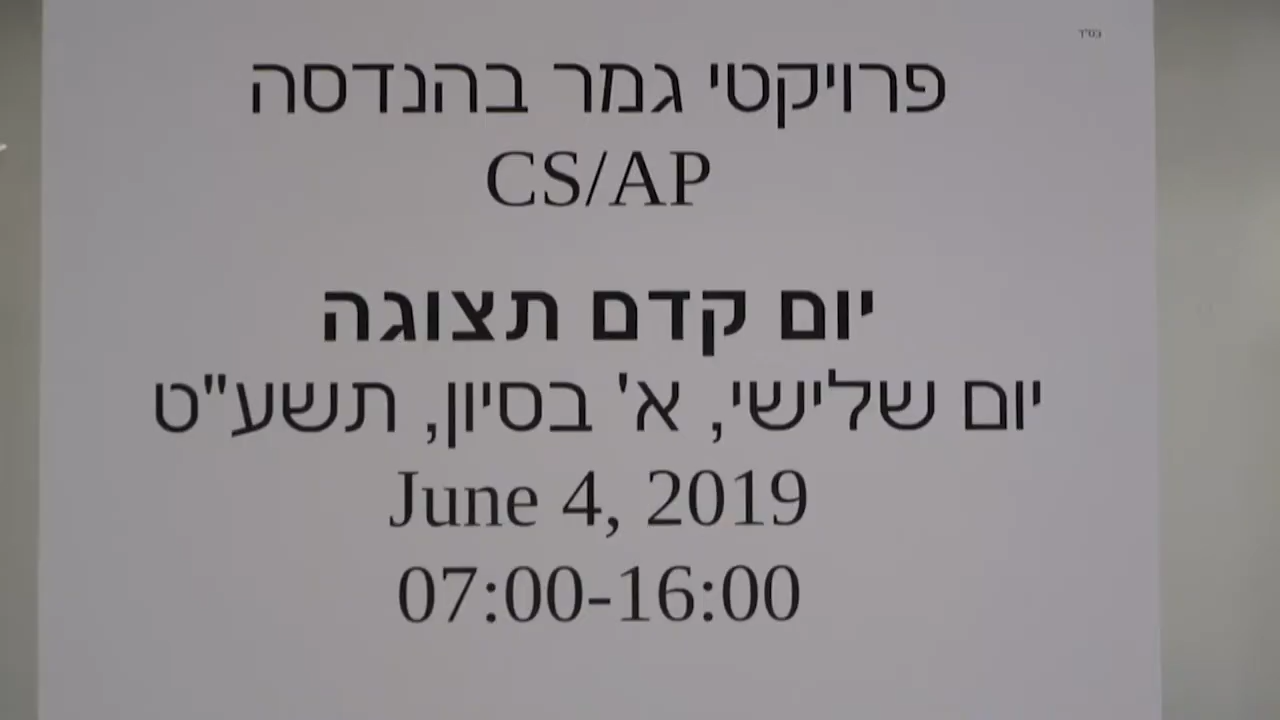 בס"ד
פרויקטי גמר בהנדסה
CS/AP
יום קדם תצוגה
יום שלישי, א' בסיון, תשע"ט
June 4, 2019
07:00-16:00